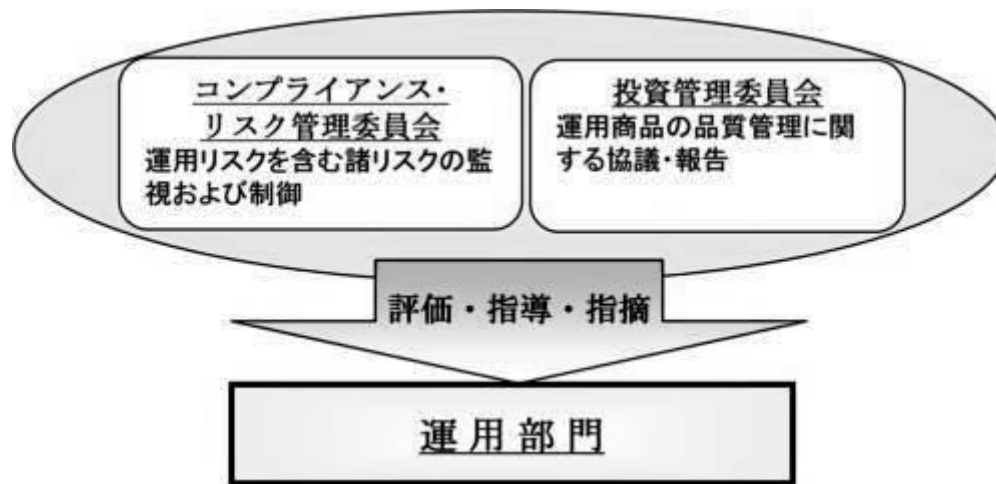 コンプライアンス・
リスク管理委員会
運用リスクを含む諸リスクの監
視および制御
投資管理委員会
運用商品の品質管理に関
する協議・報告
評価・指導・指摘
運用部門